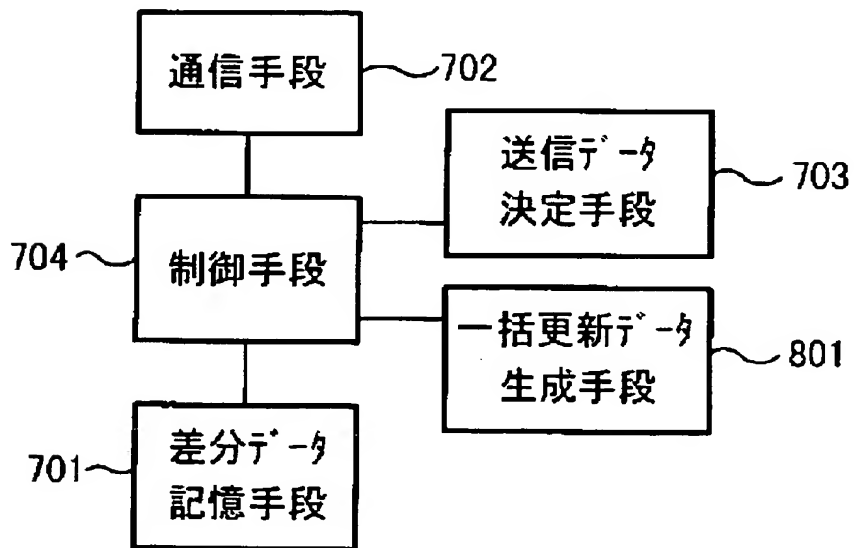 通信手段
702
送信データ
決定手段
703
704
制御手段
一括更新データ
生成手段
801
701
差分データ
記憶手段